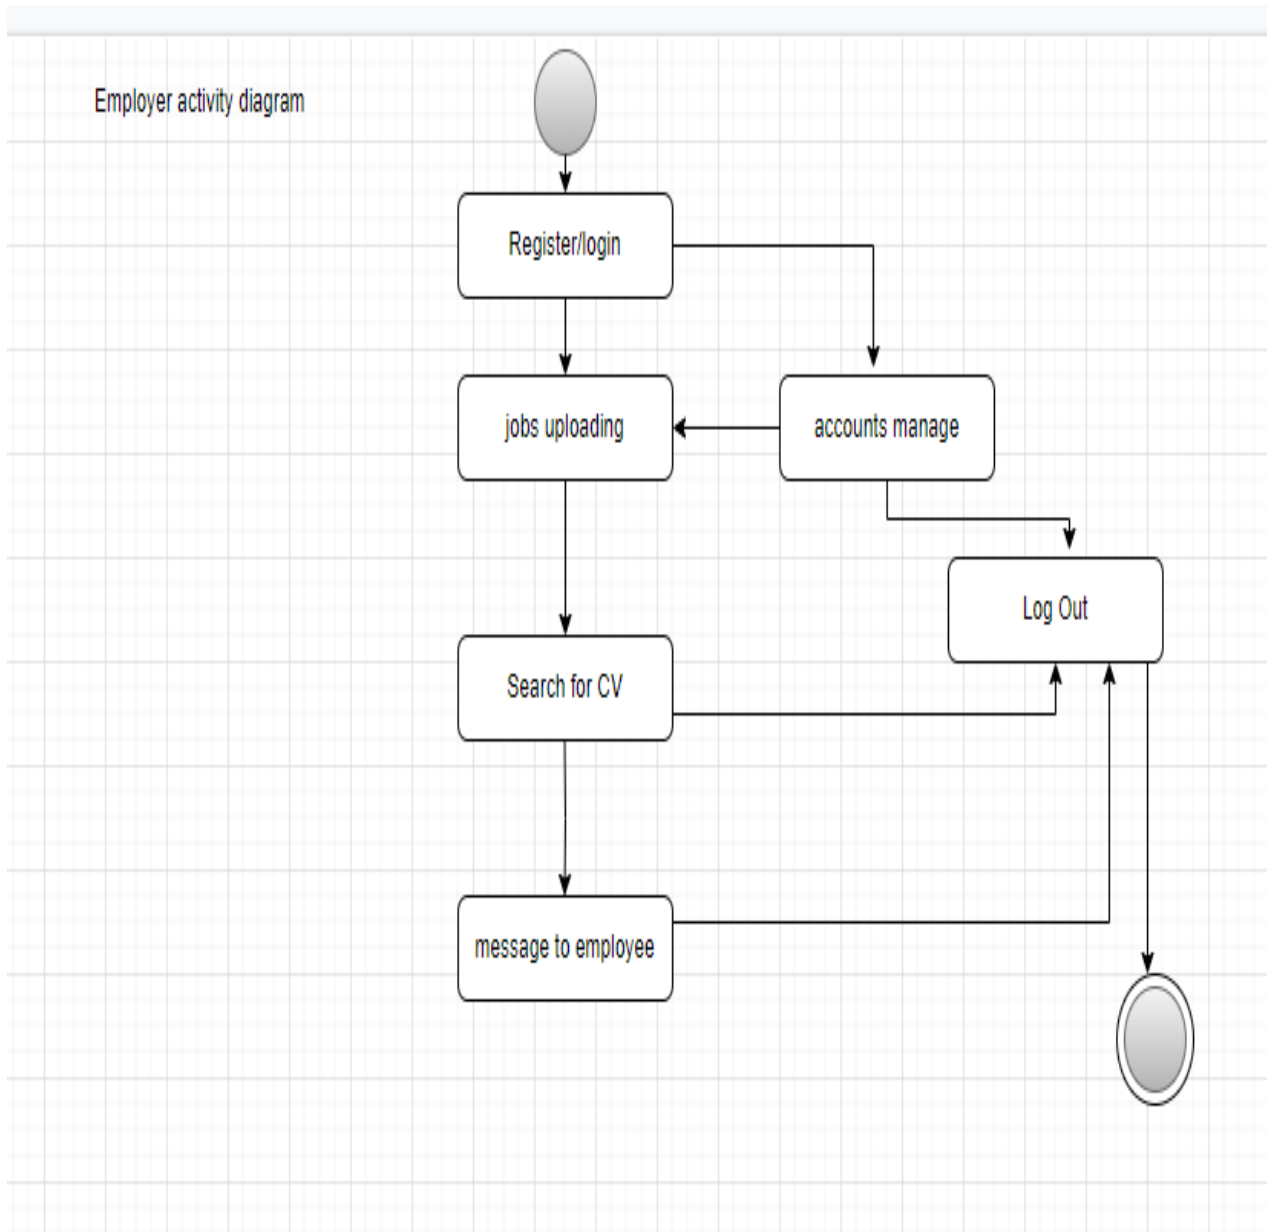 Employer activity diagram
Register/login
jobs uploading
accounts manage
Log Out
Search for CV
message to employee